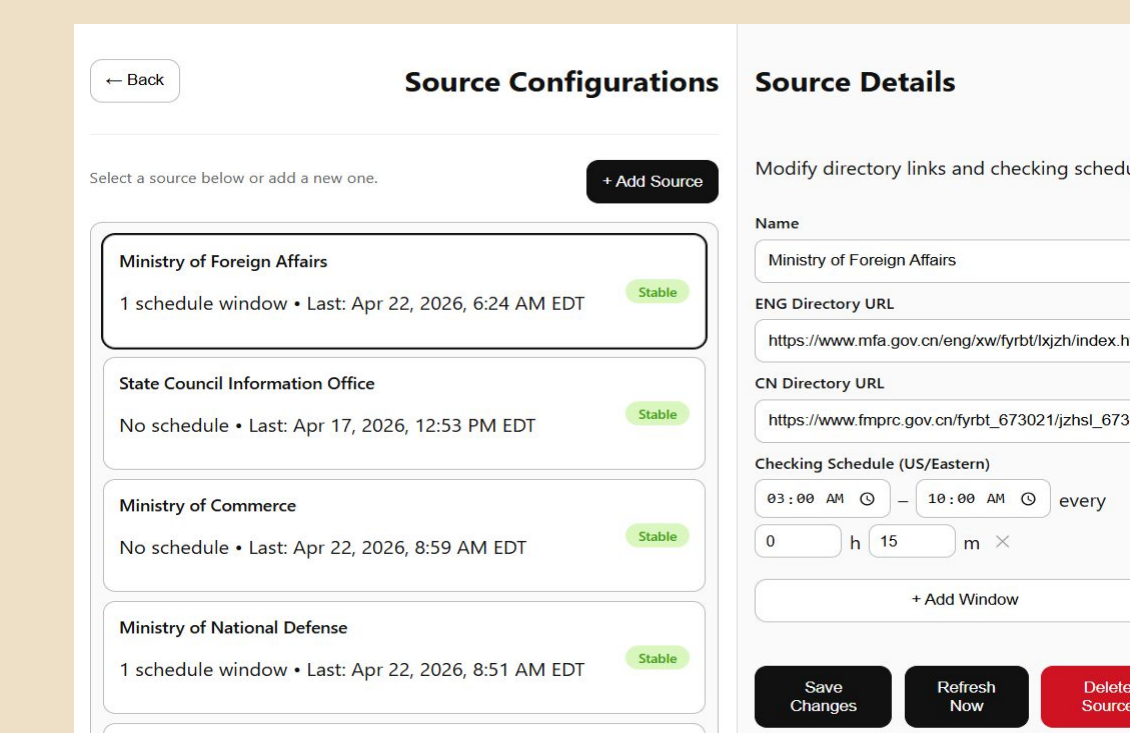 ← Back
Source Configurations
Select a source below or add a new one.
+ Add Source
Ministry of Foreign Affairs
1 schedule window • Last: Apr 22, 2026, 6:24 AM EDT
Stable
State Council Information Office
No schedule • Last: Apr 17, 2026, 12:53 PM EDT
Stable
Ministry of Commerce
No schedule • Last: Apr 22, 2026, 8:59 AM EDT
Stable
Ministry of National Defense
1 schedule window • Last: Apr 22, 2026, 8:51 AM EDT
Stable
Source Details
Modify directory links and checking schedu
Name
Ministry of Foreign Affairs
ENG Directory URL
https://www.mfa.gov.cn/eng/xw/fyrbt/lxjzh/index.h
CN Directory URL
https://www.fmprc.gov.cn/fyrbt_673021/jzhsl_673
Checking Schedule (US/Eastern)
03:00 AM – 10:00 AM every
0 h 15 m ×
+ Add Window
Save Changes
Refresh Now
Delete Source